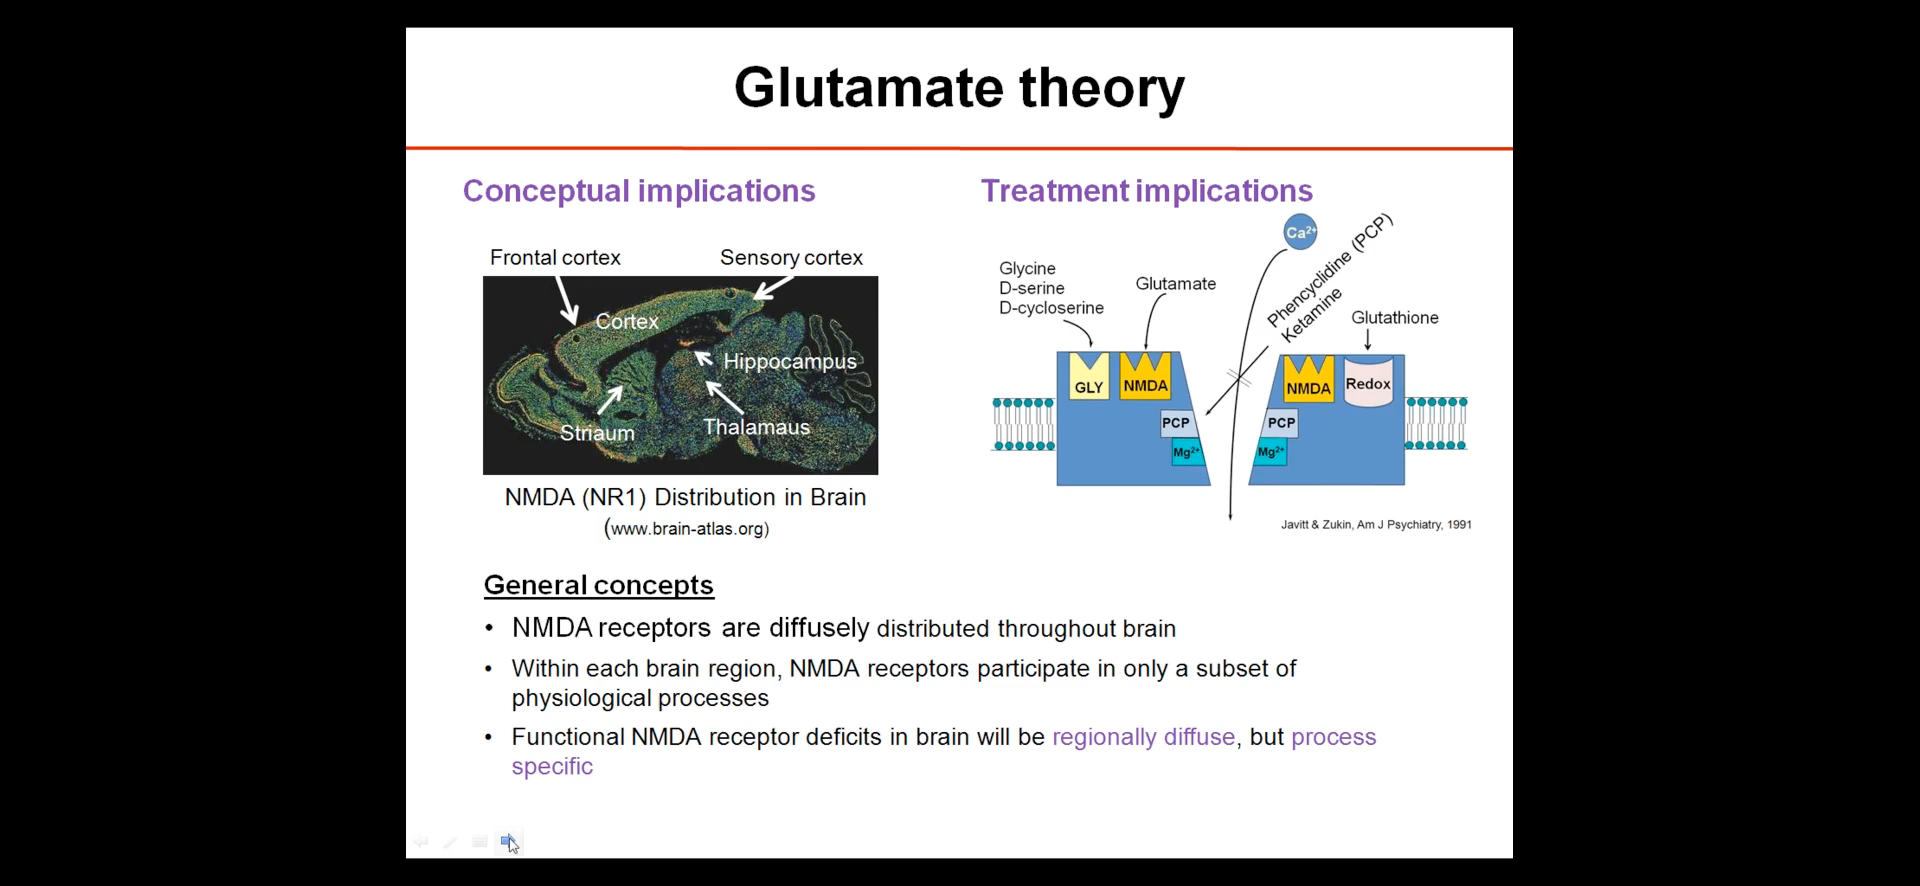 Glutamate theory
Conceptual implications
Frontal cortex
Sensory cortex
Cortex
Hippocampus
Striaum
Thalamaus
NMDA (NR1) Distribution in Brain
(www.brain-atlas.org)
Treatment implications
Ca2+
Phencyclidine (PCP)
Ketamine
Glycine
D-serine
D-cycloserine
Glutamate
Glutathione
GLY
NMDA
NMDA
Redox
PCP
PCP
Mg2+
Mg2+
Javitt & Zukin, Am J Psychiatry, 1991
General concepts
• NMDA receptors are diffusely distributed throughout brain
• Within each brain region, NMDA receptors participate in only a subset of
physiological processes
• Functional NMDA receptor deficits in brain will be regionally diffuse, but process
specific